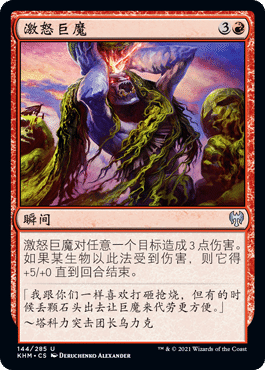 激怒巨魔 3
瞬间
激怒巨魔对任意一个目标造成3点伤害。
如果某生物以此法受到伤害，则它得
+5/+0 直到回合结束。
「我跟你们一样喜欢打砸抢烧，但有的时
候丢颗石头出去让巨魔来代劳更方便。」
～塔科力突击团长乌力克
144/285 U
KHM • CS DERUCHENKO ALEXANDER
™ & © 2021 Wizards of the Coast